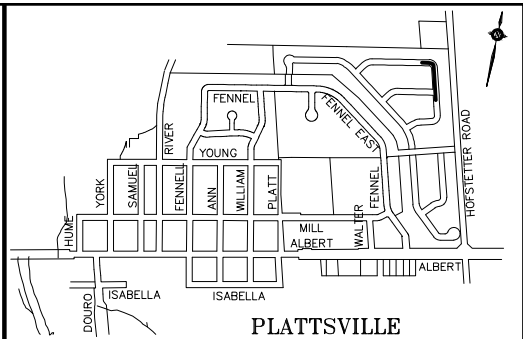 FENNEL
FENNEL EAST
RIVER
HOFSTETTER ROAD
YOUNG
YORK
SAMUEL
FENNELL
ANN
WILLIAM
PLATT
FENNEL
WALTER
HUME
MILL
ALBERT
ALBERT
ISABELLA
ISABELLA
DOURO
PLATTSVILLE